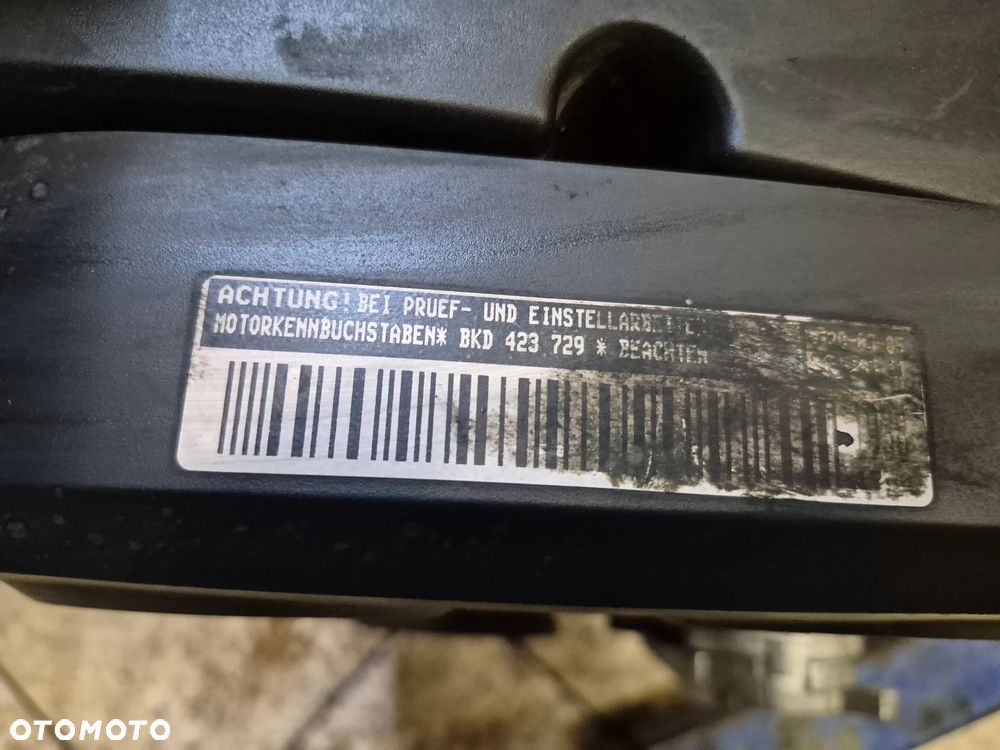 ACHTUNG! BEI PRUEF- UND EINSTELLARBEITEN
MOTORKENNBUCHSTABEN* BKD 423 729 * BEACHTEN
OTOMOTO